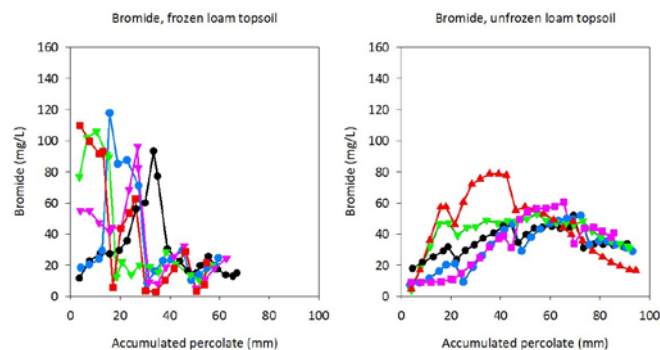 Bromide, frozen loam topsoil
Bromide, unfrozen loam topsoil
Bromide (mg/L)
160
140
120
100
80
60
40
20
0
0 20 40 60 80 100
Accumulated percolate (mm)
Bromide (mg/L)
160
140
120
100
80
60
40
20
0
0 20 40 60 80 100
Accumulated percolate (mm)